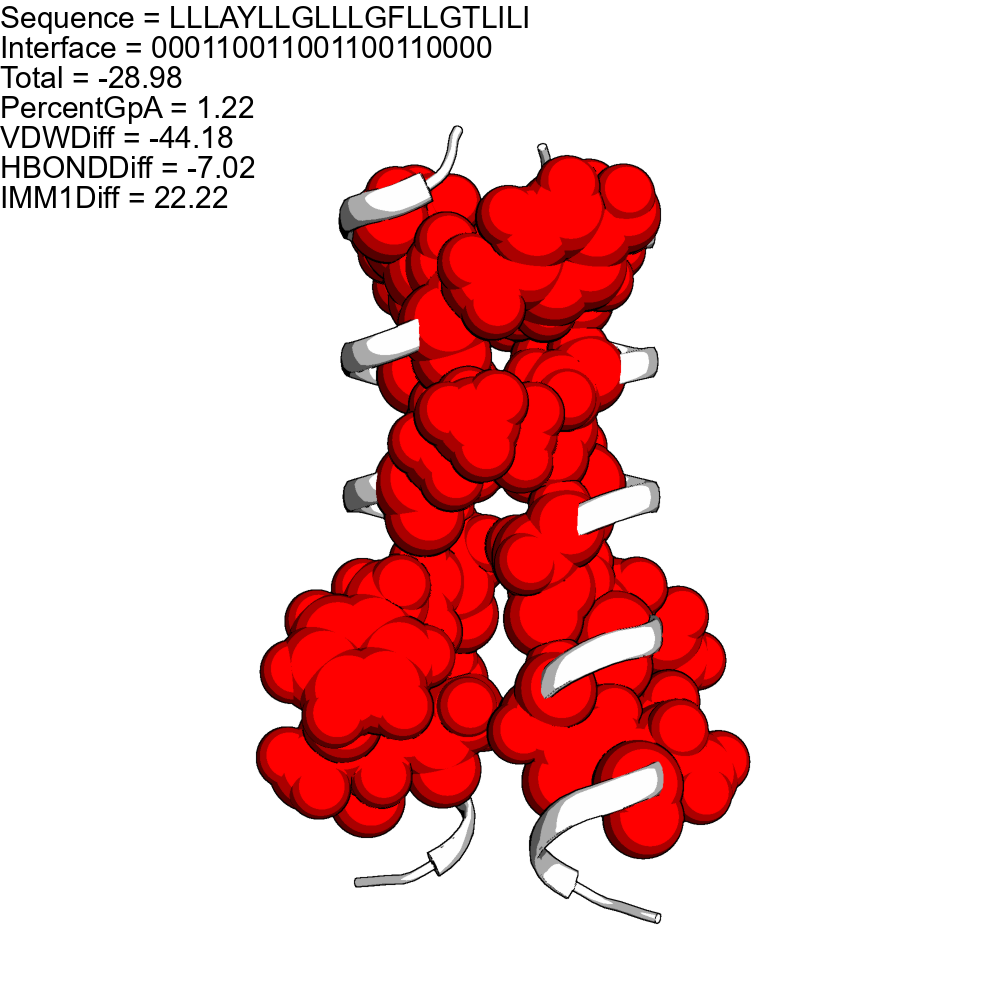 Sequence = LLLAYLLGLLLGFLLGTLILI
Interface = 000110011001100110000
Total = -28.98
PercentGpA = 1.22
VDWDiff = -44.18
HBONDDiff = -7.02
IMM1Diff = 22.22